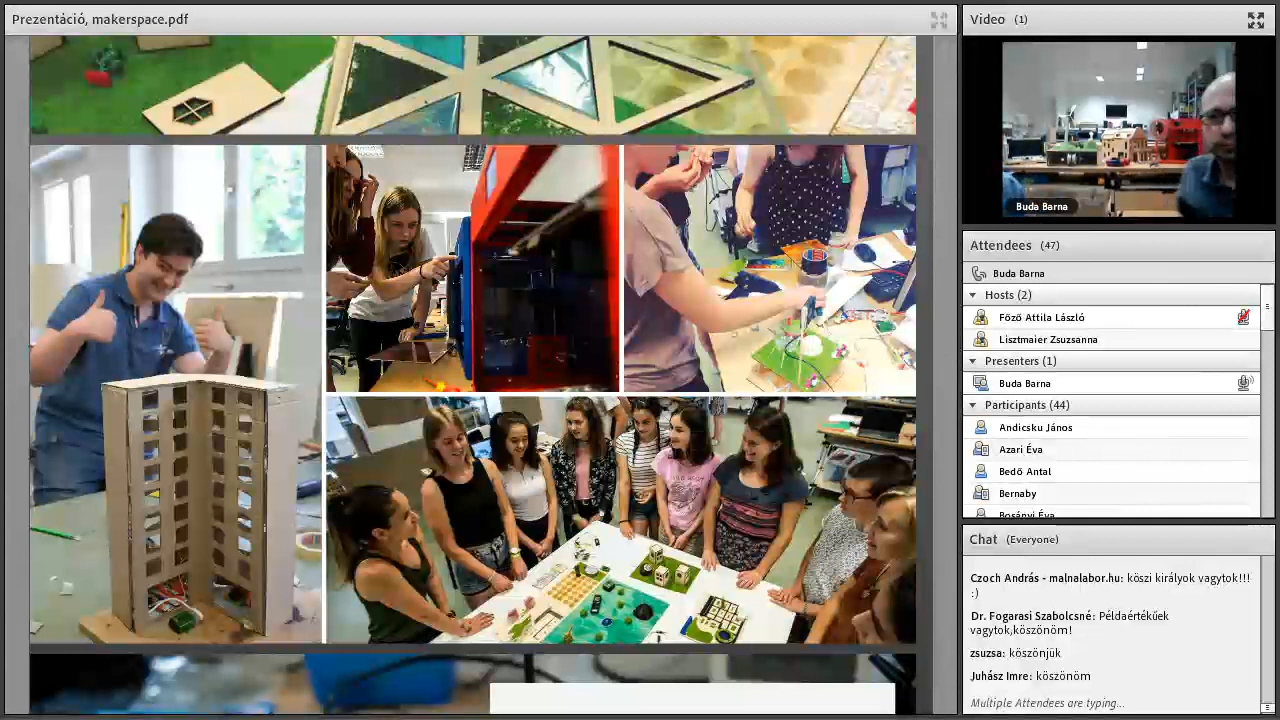 Prezentáció, makerspace.pdf
Video (1)
Buda Barna
Attendees (47)
Buda Barna
Hosts (2)
Főző Attila László
Lisztmaier Zsuzsanna
Presenters (1)
Buda Barna
Participants (44)
Andicsku János
Azari Éva
Bedő Antal
Bernaby
Bosányi Éva
Chat (Everyone)
Czoch András - malnalabor.hu: köszi királyok vagytok!!!
:)
Dr. Fogarasi Szabolcsné: Példaértékűek
vagytok,köszönöm!
zsuzsa: köszönjük
Juhász Imre: köszönöm
Multiple Attendees are typing...